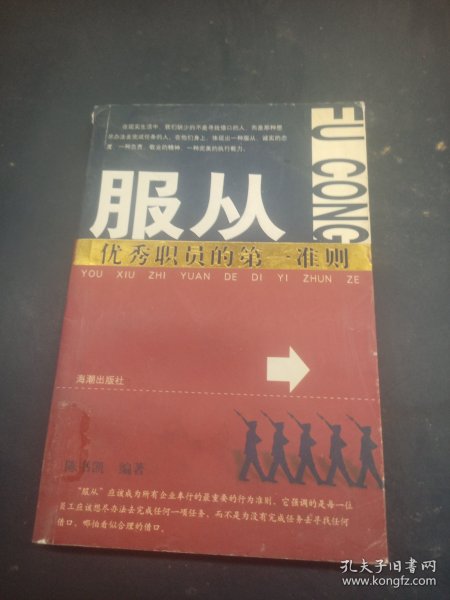 在现实生活中，我们缺少的不是寻找借口的人，而是那种想
尽办法去完成任务的人，在他们身上，体现出一种服从、诚实的态
度，一种负责、敬业的精神，一种完美的执行能力。
FU CONG
服从
优秀职员的第一准则
YOU XIU ZHI YUAN DE DI YI ZHUN ZE
海潮出版社
陈书凯 编著
“服从”应该成为所有企业奉行的最重要的行为准则。它强调的是每一位
员工应该想尽办法去完成任何一项任务，而不是为没有完成任务去寻找任何
借口，哪怕看似合理的借口。
孔夫子旧书网
www.kongfz.com